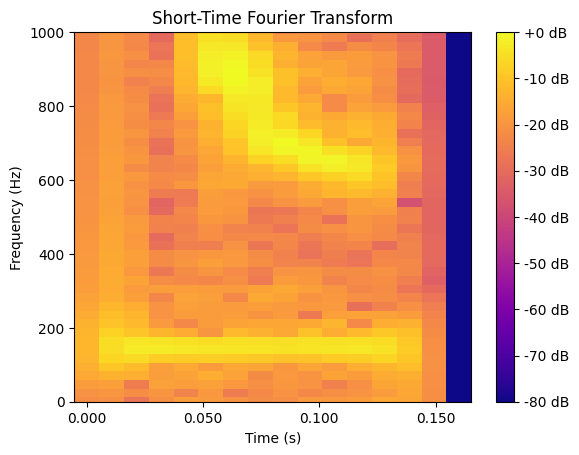 Short-Time Fourier Transform
1000
800
600
400
200
0
Frequency (Hz)
0.000
0.050
0.100
0.150
Time (s)
+0 dB
-10 dB
-20 dB
-30 dB
-40 dB
-50 dB
-60 dB
-70 dB
-80 dB